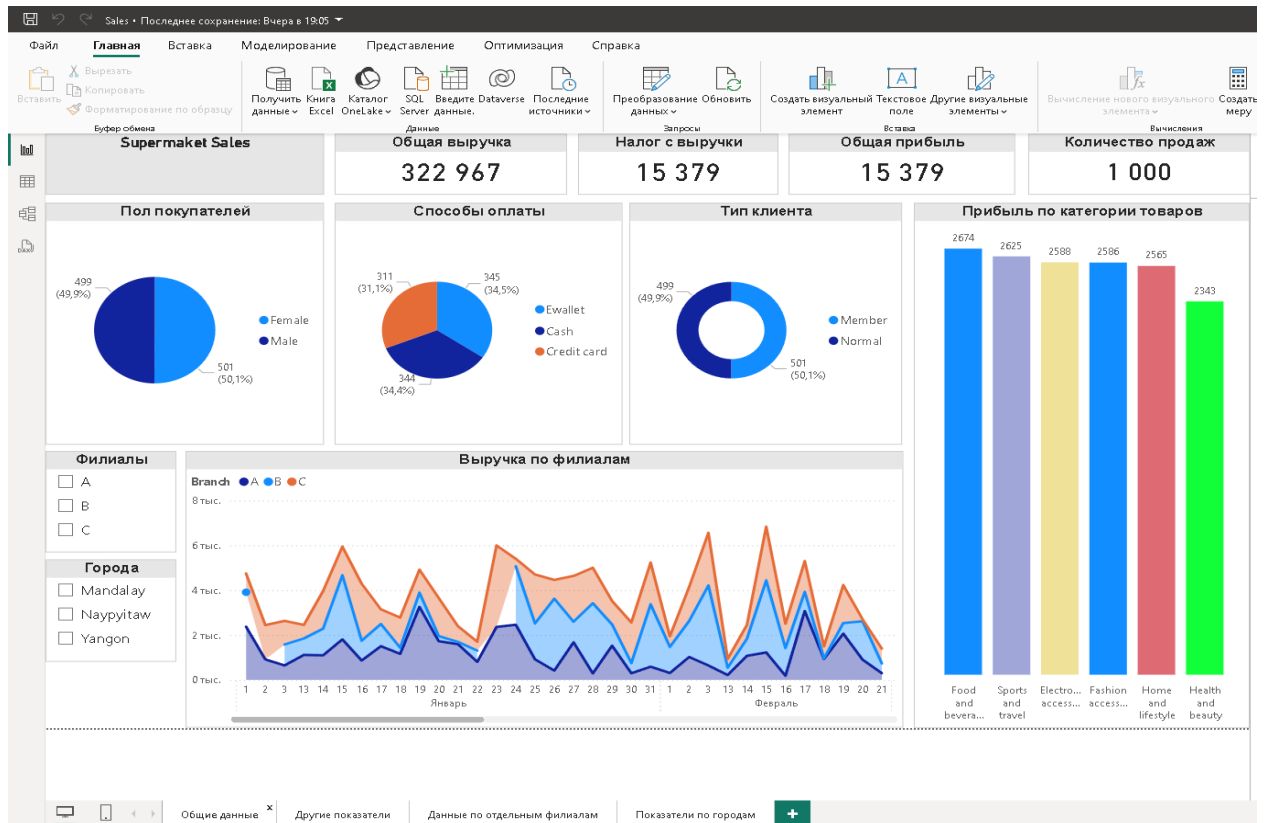 Sales • Последнее сохранение: Вчера в 19:05
Файл Главная Вставка Моделирование Представление Оптимизация Справка
Вставить
Вырезать
Копировать
Форматирование по образцу
Буфер обмена
Получить данные
Книга Excel
Каталог OneLake
SQL Server
Введите данные.
Dataverse
Последние источники
Данные
Преобразование данных
Обновить
Запросы
Создать визуальный элемент
Текстовое поле
Другие визуальные элементы
Вставка
Вычисление нового визуального элемента
Создать меру
Вычисления
Supermaket Sales
Общая выручка
322 967
Налог с выручки
15 379
Общая прибыль
15 379
Количество продаж
1 000
Пол покупателей
499
(49,9%)
501
(50,1%)
Female
Male
Способы оплаты
311
(31,1%)
345
(34,5%)
344
(34,4%)
Ewallet
Cash
Credit card
Тип клиента
499
(49,9%)
501
(50,1%)
Member
Normal
Прибыль по категории товаров
2674 2625 2588 2586 2565 2343
Food and bevera...
Sports and travel
Electro... access...
Fashion access...
Home and lifestyle
Health and beauty
Филиалы
A
B
C
Города
Mandalay
Naypyitaw
Yangon
Выручка по филиалам
Branch A B C
8 тыс.
6 тыс.
4 тыс.
2 тыс.
0 тыс.
1 2 3 13 14 15 16 17 18 19 20 21 22 23 24 25 26 27 28 29 30 31 1 2 3 13 14 15 16 17 18 19 20 21
Январь Февраль
Общие данные Другие показатели Данные по отдельным филиалам Показатели по городам